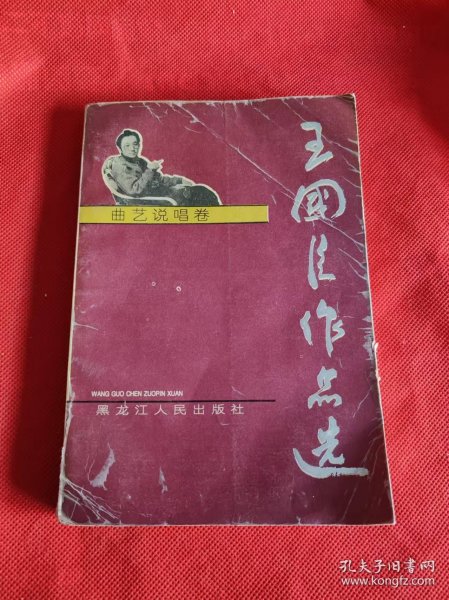 王國臣作品选
曲艺说唱卷
WANG GUO CHEN ZUOPIN XUAN
黑龙江人民出版社
孔夫子旧书网
www.kongfz.com